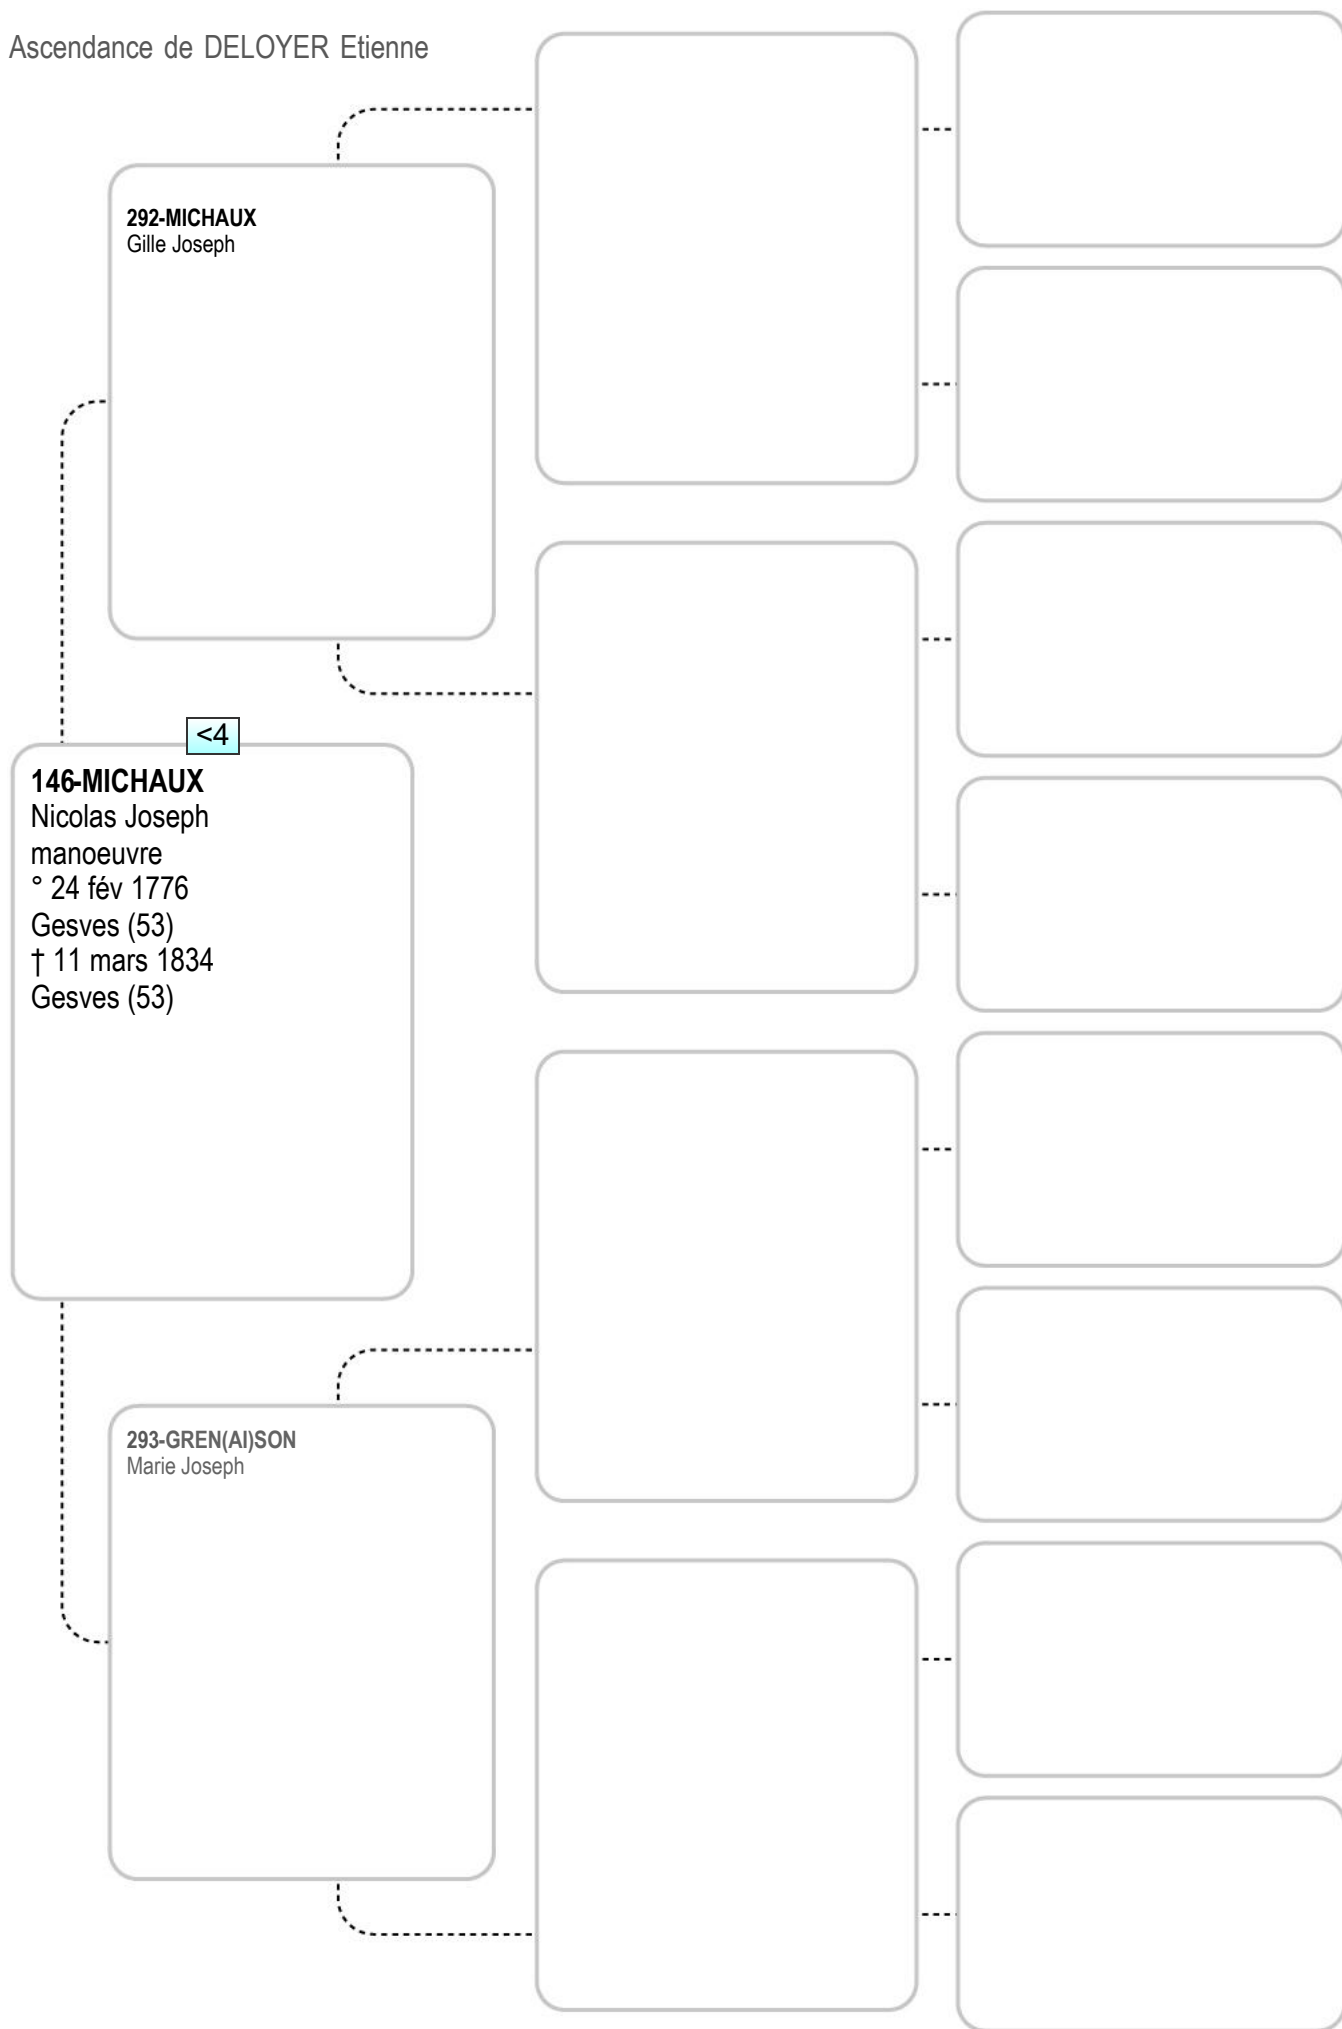 Ascendance de DELOYER Etienne
292-MICHAUX
Gille Joseph
<4
146-MICHAUX
Nicolas Joseph
manoeuvre
° 24 fév 1776
Gesves (53)
† 11 mars 1834
Gesves (53)
293-GREN(AI)SON
Marie Joseph